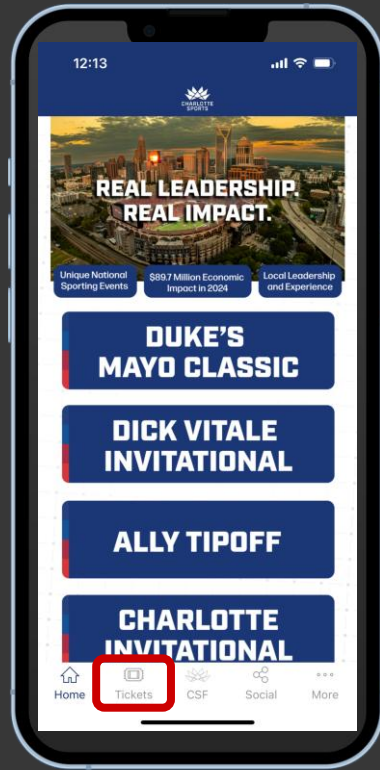 12:13
CHARLOTTE
SPORTS
REAL LEADERSHIP.
REAL IMPACT.
Unique National
Sporting Events
$89.7 Million Economic
Impact in 2024
Local Leadership
and Experience
DUKE'S
MAYO CLASSIC
DICK VITALE
INVITATIONAL
ALLY TIPOFF
CHARLOTTE
INVITATIONAL
Home
Tickets
CSF
Social
More